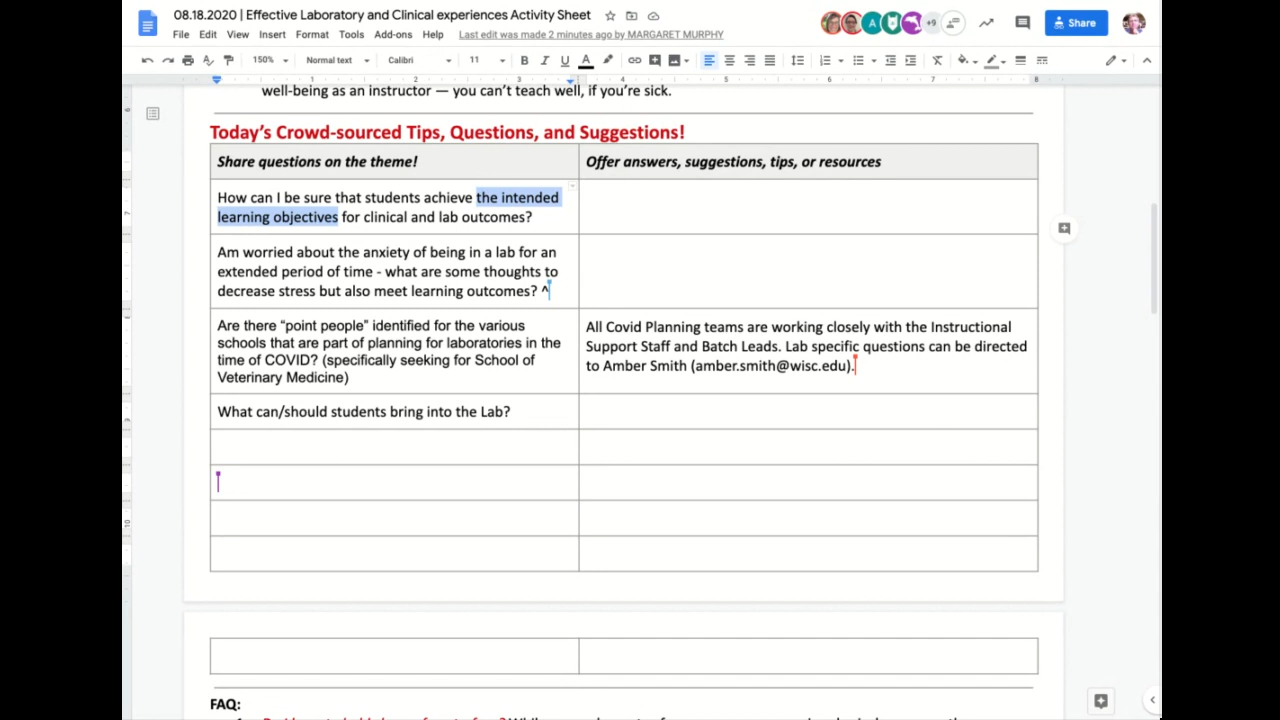 08.18.2020 | Effective Laboratory and Clinical experiences Activity Sheet
A +9 Share
File Edit View Insert Format Tools Add-ons Help Last edit was made 2 minutes ago by MARGARET MURPHY
150% Normal text Calibri 11 B I U A
1 2 3 4 5 6 7 8
well-being as an instructor — you can't teach well, if you're sick.
Today's Crowd-sourced Tips, Questions, and Suggestions!
Share questions on the theme! Offer answers, suggestions, tips, or resources
How can I be sure that students achieve the intended
learning objectives for clinical and lab outcomes?
Am worried about the anxiety of being in a lab for an
extended period of time - what are some thoughts to
decrease stress but also meet learning outcomes? ^
Are there “point people” identified for the various
schools that are part of planning for laboratories in the
time of COVID? (specifically seeking for School of
Veterinary Medicine)
All Covid Planning teams are working closely with the Instructional
Support Staff and Batch Leads. Lab specific questions can be directed
to Amber Smith (amber.smith@wisc.edu).
What can/should students bring into the Lab?
FAQ: